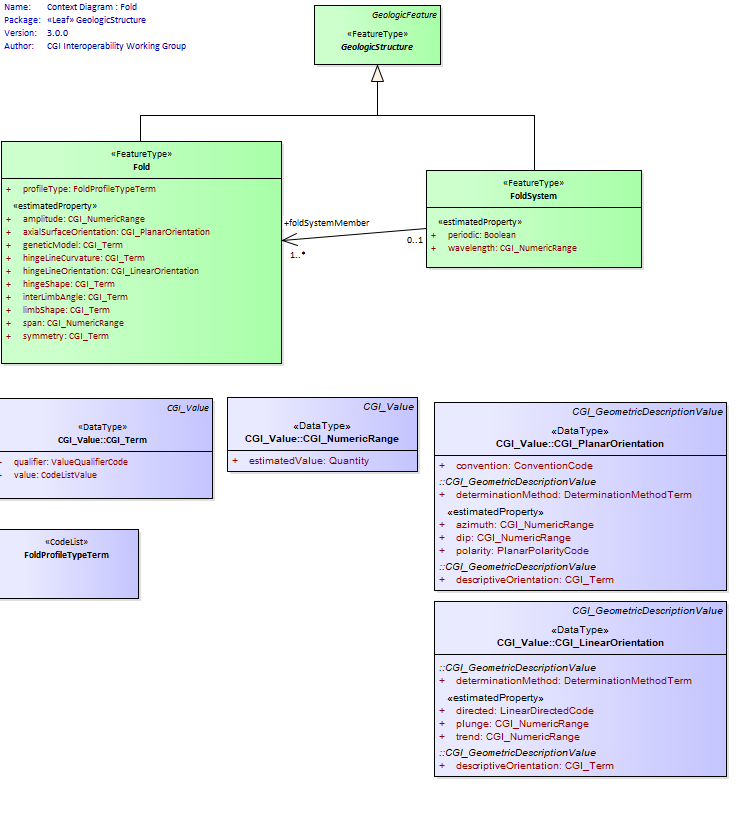 Name: Context Diagram : Fold
Package: «Leaf» GeologicStructure
Version: 3.0.0
Author: CGI Interoperability Working Group
GeologicFeature
«FeatureType»
GeologicStructure
«FeatureType»
Fold
+ profileType: FoldProfileTypeTerm
«estimatedProperty»
+ amplitude: CGI_NumericRange
+ axialSurfaceOrientation: CGI_PlanarOrientation
+ geneticModel: CGI_Term
+ hingeLineCurvature: CGI_Term
+ hingeLineOrientation: CGI_LinearOrientation
+ hingeShape: CGI_Term
+ interLimbAngle: CGI_Term
+ limbShape: CGI_Term
+ span: CGI_NumericRange
+ symmetry: CGI_Term
+foldSystemMember
1..*
0..1
«FeatureType»
FoldSystem
«estimatedProperty»
+ periodic: Boolean
+ wavelength: CGI_NumericRange
CGI_Value
«DataType»
CGI_Value::CGI_Term
+ qualifier: ValueQualifierCode
+ value: CodeListValue
CGI_Value
«DataType»
CGI_Value::CGI_NumericRange
+ estimatedValue: Quantity
CGI_GeometricDescriptionValue
«DataType»
CGI_Value::CGI_PlanarOrientation
+ convention: ConventionCode
::CGI_GeometricDescriptionValue
+ determinationMethod: DeterminationMethodTerm
«estimatedProperty»
+ azimuth: CGI_NumericRange
+ dip: CGI_NumericRange
+ polarity: PlanarPolarityCode
::CGI_GeometricDescriptionValue
+ descriptiveOrientation: CGI_Term
«CodeList»
FoldProfileTypeTerm
CGI_GeometricDescriptionValue
«DataType»
CGI_Value::CGI_LinearOrientation
::CGI_GeometricDescriptionValue
+ determinationMethod: DeterminationMethodTerm
«estimatedProperty»
+ directed: LinearDirectedCode
+ plunge: CGI_NumericRange
+ trend: CGI_NumericRange
::CGI_GeometricDescriptionValue
+ descriptiveOrientation: CGI_Term